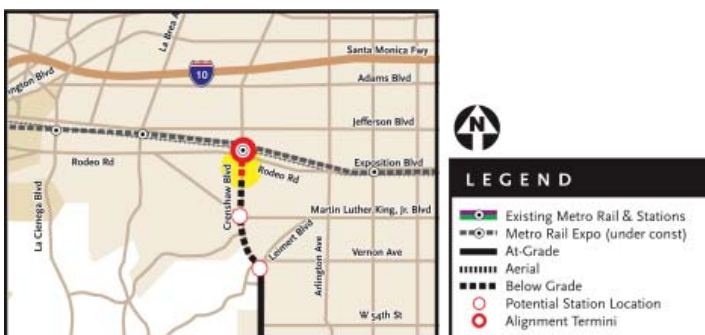 La Brea A
Santa Monica Fwy
10
Adams Blvd
ington Blvd
Jefferson Blvd
Rodeo Rd
Rodeo Rd
Exposition Blvd
Crenshaw Blvd
La Cienega Blvd
Martin Luther King, Jr. Blvd
Leimert Blvd
Arlington Ave
Vernon Ave
W 54th St
N
LEGEND
Existing Metro Rail & Stations
Metro Rail Expo (under const)
At-Grade
Aerial
Below Grade
Potential Station Location
Alignment Termini